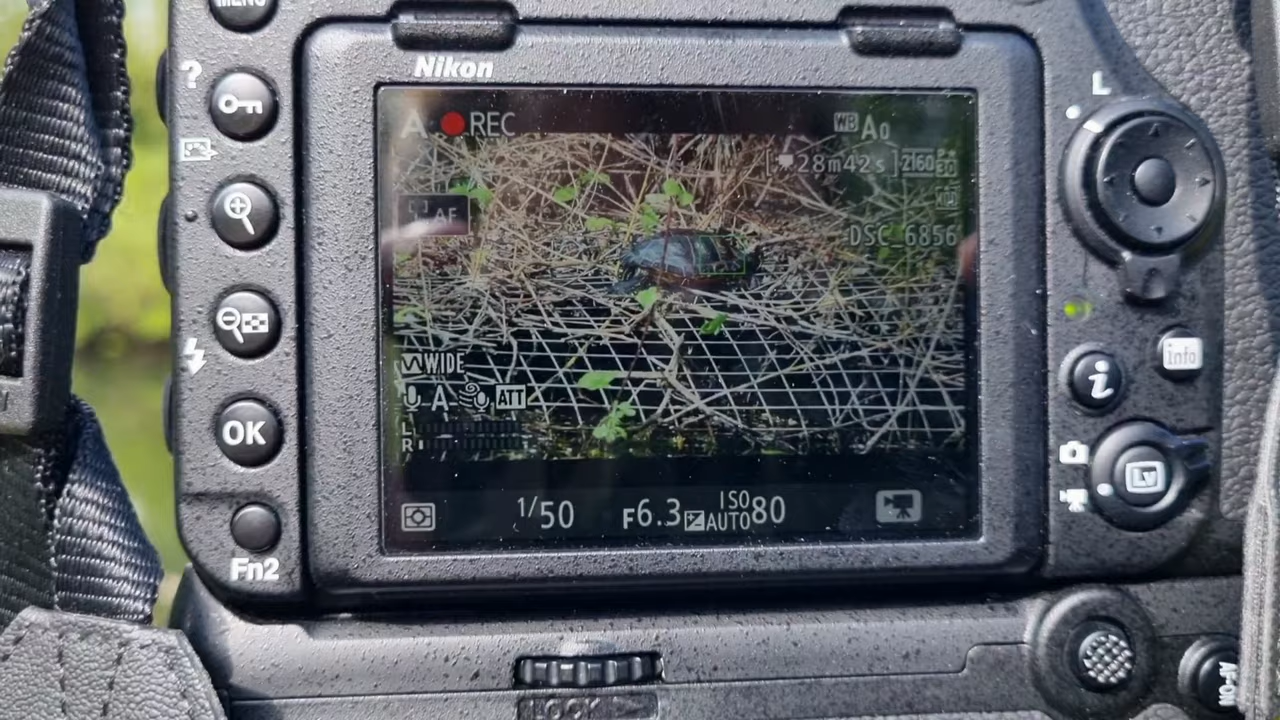 MENU
Nikon
?
L
A REC
WB A0
[28m42s] 2160
AF
DSC_6856
WIDE
A ATT
L
R
1/50 F6.3 ISO AUTO 80
info
i
OK
Lv
Fn2
LOCK
AF-ON